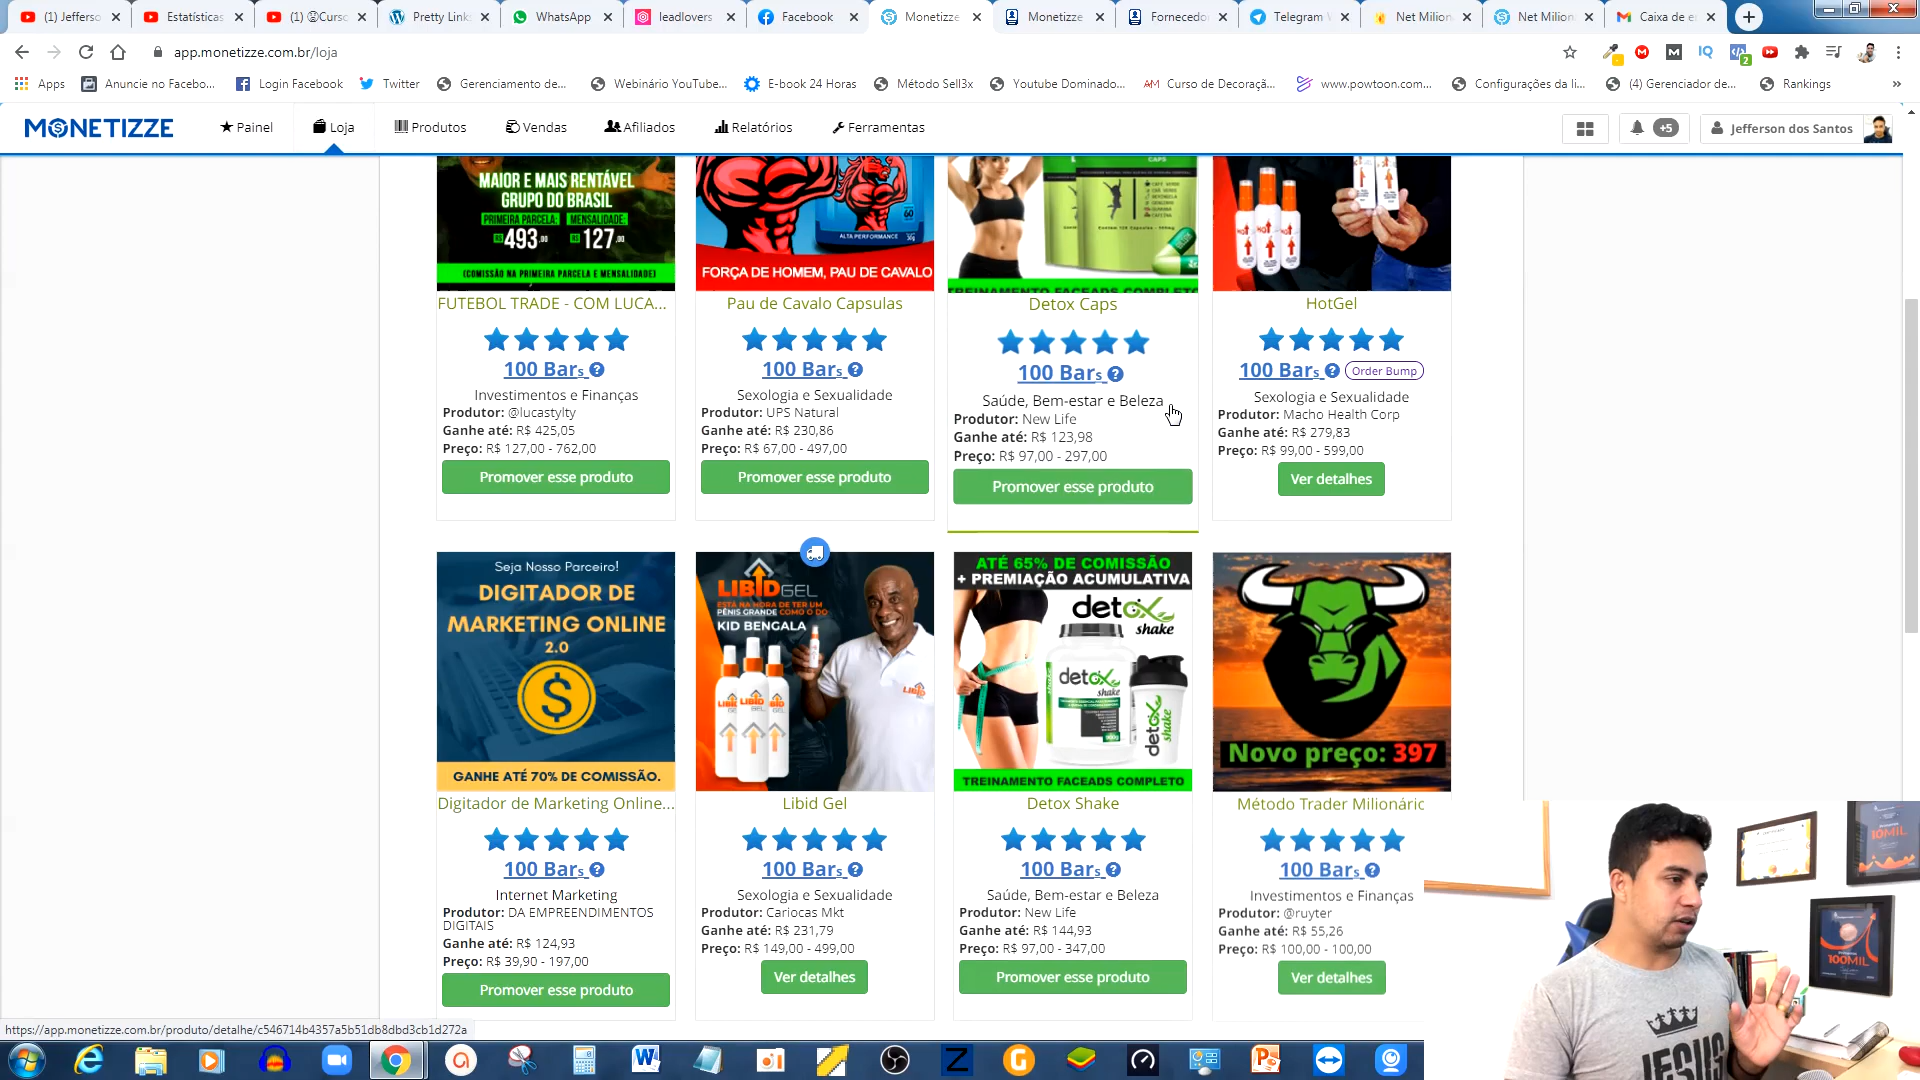 (1) Jefferso
Estatísticas
(1) Curso
Pretty Link
WhatsApp
leadlovers
Facebook
Monetizze
Monetizze
Fornecedo
Telegram
Net Milion
Net Milion
Caixa de e
app.monetizze.com.br/loja
Apps
Anuncie no Facebo...
Login Facebook
Twitter
Gerenciamento de...
Webinário YouTube...
E-book 24 Horas
Método Sell3x
Youtube Dominado...
Curso de Decoraçã...
www.powtoon.com...
Configurações da li...
(4) Gerenciador de...
Rankings
MONETIZZE
Painel
Loja
Produtos
Vendas
Afiliados
Relatórios
Ferramentas
+5
Jefferson dos Santos
MAIOR E MAIS RENTÁVEL
GRUPO DO BRASIL
PRIMEIRA PARCELA:
MENSALIDADE:
R$ 493,00
R$ 127,00
(COMISSÃO NA PRIMEIRA PARCELA E MENSALIDADE)
FUTEBOL TRADE - COM LUCA...
100 Bars
Investimentos e Finanças
Produtor: @lucastylty
Ganhe até: R$ 425,05
Preço: R$ 127,00 - 762,00
Promover esse produto
60
ALTA PERFORMANCE
FORÇA DE HOMEM, PAU DE CAVALO
Pau de Cavalo Capsulas
100 Bars
Sexologia e Sexualidade
Produtor: UPS Natural
Ganhe até: R$ 230,86
Preço: R$ 67,00 - 497,00
Promover esse produto
CAPS
TREINAMENTO FACEADS COMPLETO
Detox Caps
100 Bars
Saúde, Bem-estar e Beleza
Produtor: New Life
Ganhe até: R$ 123,98
Preço: R$ 97,00 - 297,00
Promover esse produto
HotGel
100 Bars
Order Bump
Sexologia e Sexualidade
Produtor: Macho Health Corp
Ganhe até: R$ 279,83
Preço: R$ 99,00 - 599,00
Ver detalhes
Seja Nosso Parceiro!
DIGITADOR DE
MARKETING ONLINE
2.0
GANHE ATÉ 70% DE COMISSÃO.
Digitador de Marketing Online...
100 Bars
Internet Marketing
Produtor: DA EMPREENDIMENTOS
DIGITAIS
Ganhe até: R$ 124,93
Preço: R$ 39,90 - 197,00
Promover esse produto
LIBIDGEL
ESTÁ NA HORA DE TER UM
PÊNIS GRANDE COMO O DO
KID BENGALA
Libid Gel
100 Bars
Sexologia e Sexualidade
Produtor: Cariocas Mkt
Ganhe até: R$ 231,79
Preço: R$ 149,00 - 499,00
Ver detalhes
ATÉ 65% DE COMISSÃO
+ PREMIAÇÃO ACUMULATIVA
detox
shake
detox
shake
detox
shake
TREINAMENTO FACEADS COMPLETO
Detox Shake
100 Bars
Saúde, Bem-estar e Beleza
Produtor: New Life
Ganhe até: R$ 144,93
Preço: R$ 97,00 - 347,00
Promover esse produto
Novo preço: 397
Método Trader Milionáric
100 Bars
Investimentos e Finanças
Produtor: @ruyter
Ganhe até: R$ 55,26
Preço: R$ 100,00 - 100,00
Ver detalhes
10MIL
100MIL
JESUS
https://app.monetizze.com.br/produto/detalhe/c546714b4357a5b51db8dbd3cb1d272a